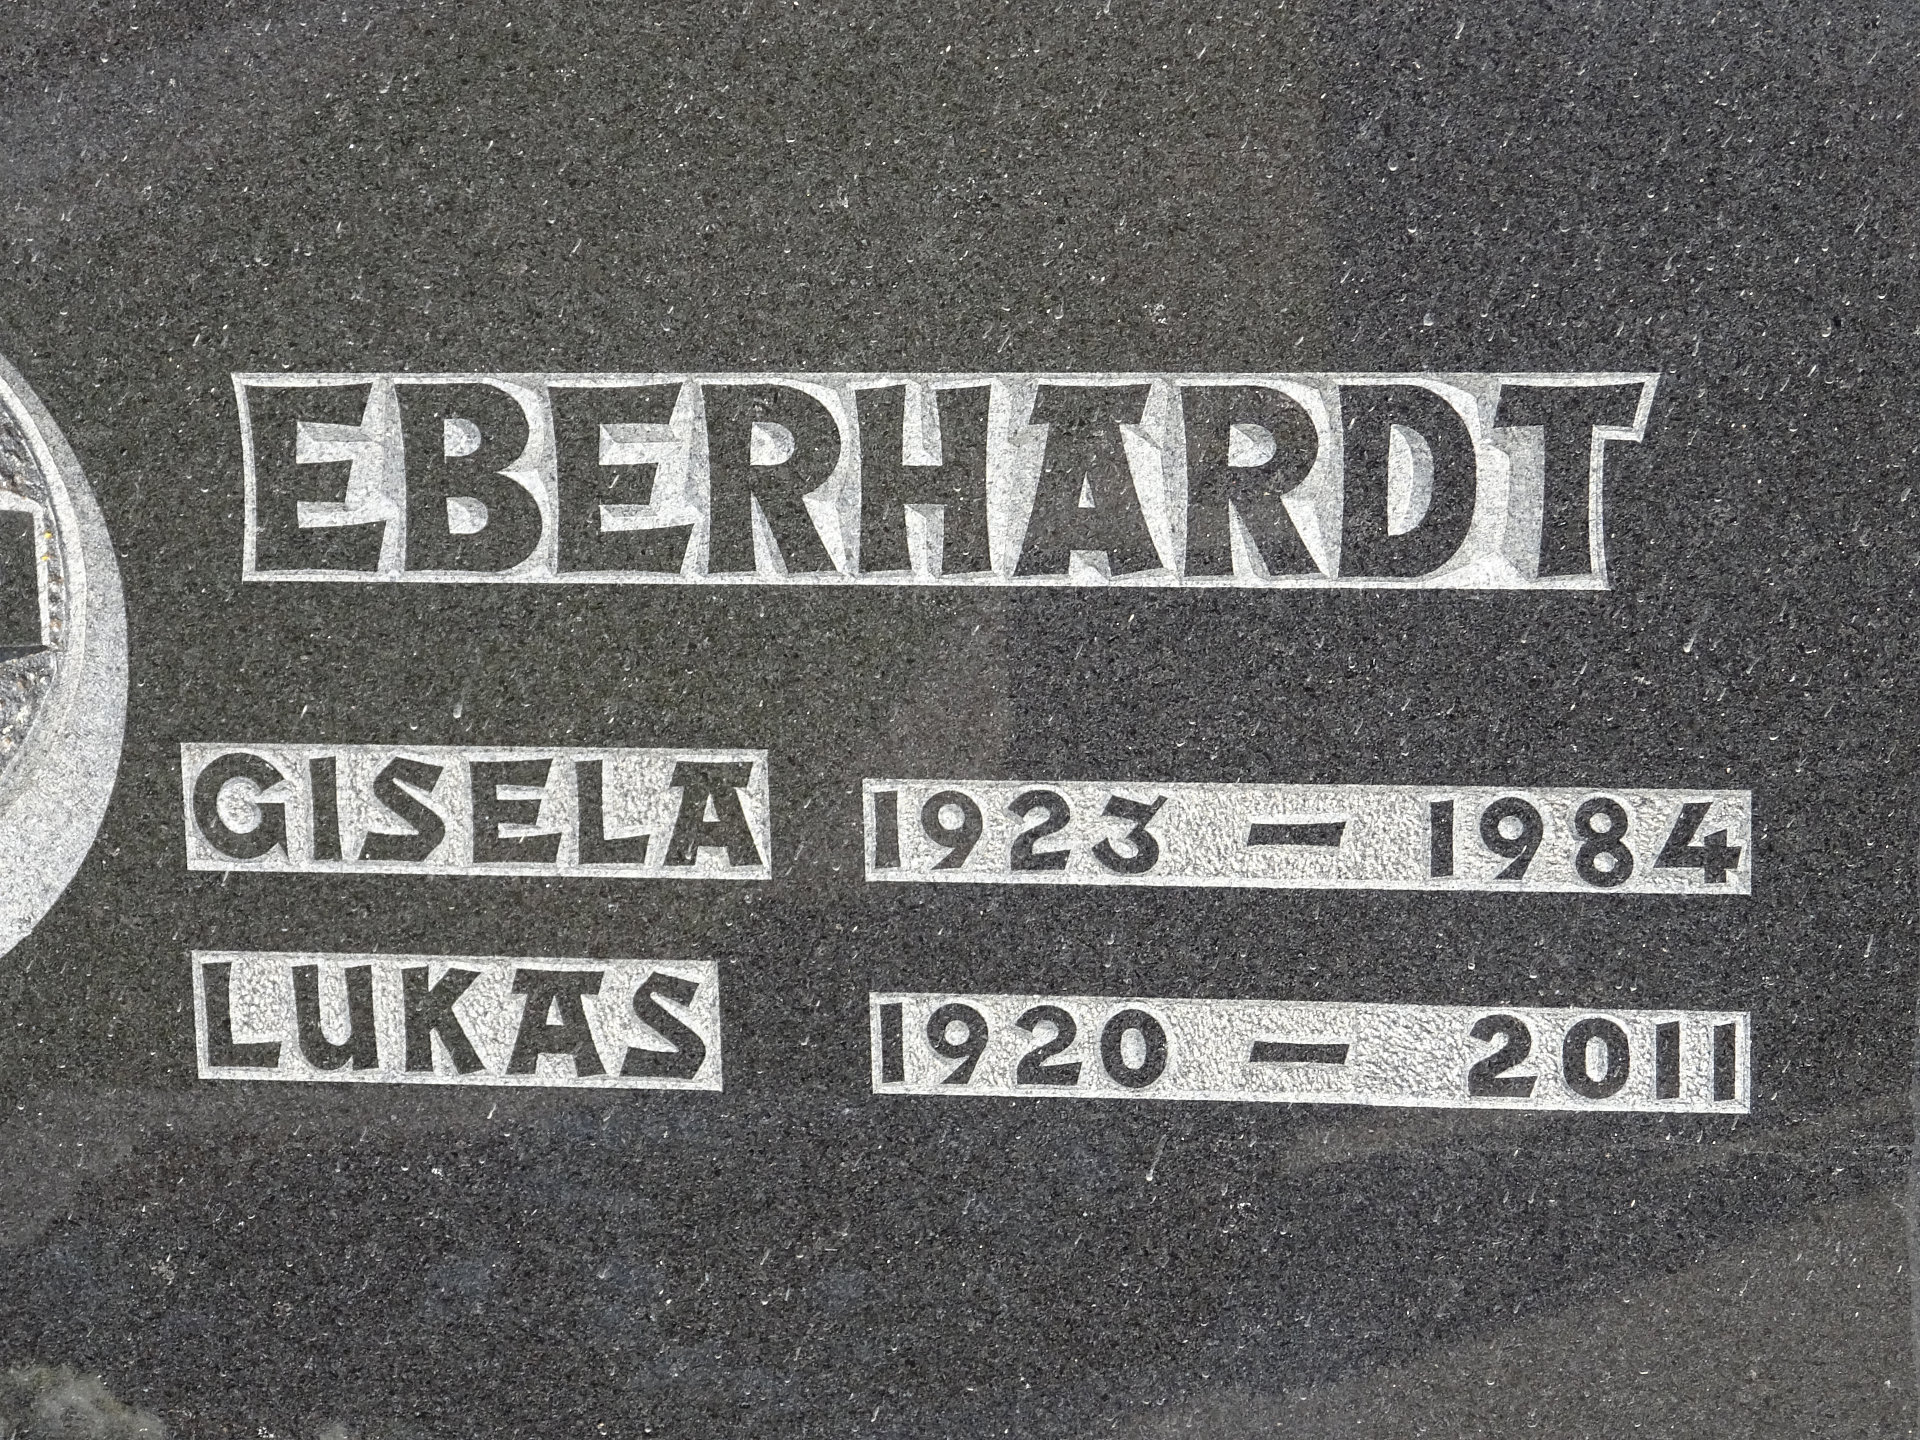 EBERHARDT
GISELA 1923 – 1984
LUKAS 1920 – 2011